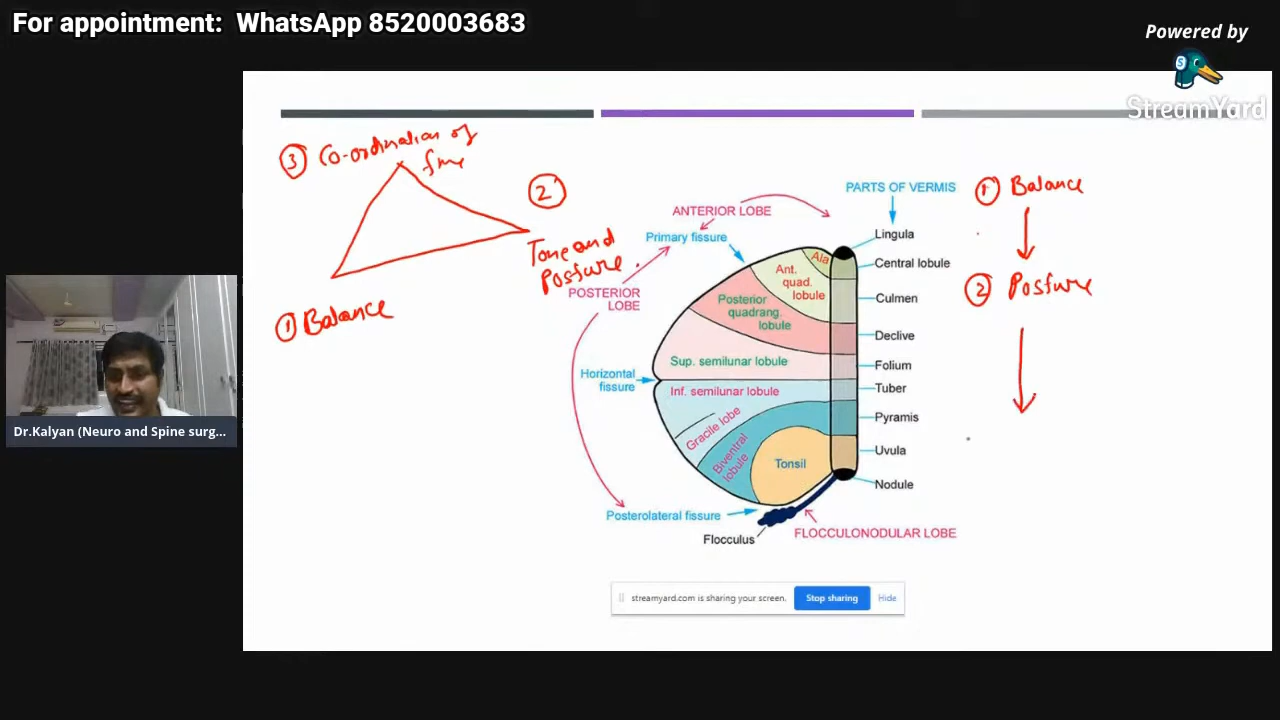 For appointment: WhatsApp 8520003683
Powered by
StreamYard
③ Co-ordination of
fine
②
Tone and
Posture.
① Balance
PARTS OF VERMIS
ANTERIOR LOBE
Primary fissure
POSTERIOR
LOBE
Horizontal
fissure
Ala
Ant.
quad.
lobule
Posterior
quadrang.
lobule
Sup. semilunar lobule
Inf. semilunar lobule
Gracile lobe
Biventral
lobule
Tonsil
Lingula
Central lobule
Culmen
Declive
Folium
Tuber
Pyramis
Uvula
Nodule
Posterolateral fissure
Flocculus
FLOCCULONODULAR LOBE
① Balance
② Posture
streamyard.com is sharing your screen.
Stop sharing
Hide
Dr.Kalyan (Neuro and Spine surg...